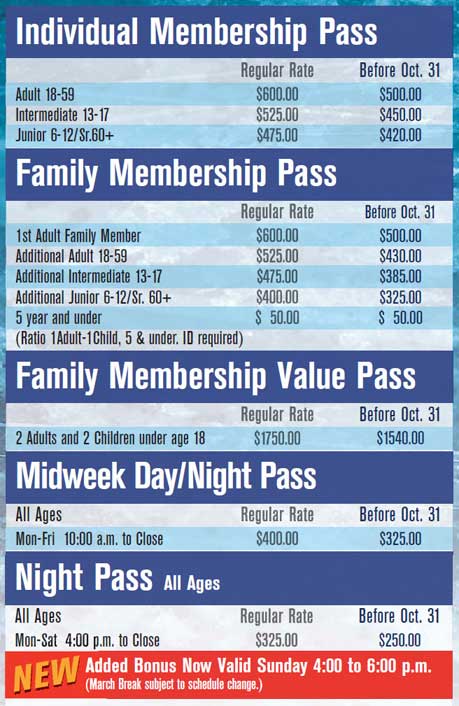 Individual Membership Pass
Regular Rate Before Oct. 31
Adult 18-59 $600.00 $500.00
Intermediate 13-17 $525.00 $450.00
Junior 6-12/Sr.60+ $475.00 $420.00
Family Membership Pass
Regular Rate Before Oct. 31
1st Adult Family Member $600.00 $500.00
Additional Adult 18-59 $525.00 $430.00
Additional Intermediate 13-17 $475.00 $385.00
Additional Junior 6-12/Sr. 60+ $400.00 $325.00
5 year and under $ 50.00 $ 50.00
(Ratio 1Adult-1Child, 5 & under. ID required)
Family Membership Value Pass
Regular Rate Before Oct. 31
2 Adults and 2 Children under age 18 $1750.00 $1540.00
Midweek Day/Night Pass
All Ages Regular Rate Before Oct. 31
Mon-Fri 10:00 a.m. to Close $400.00 $325.00
Night Pass All Ages
All Ages Regular Rate Before Oct. 31
Mon-Sat 4:00 p.m. to Close $325.00 $250.00
NEW Added Bonus Now Valid Sunday 4:00 to 6:00 p.m.
(March Break subject to schedule change.)